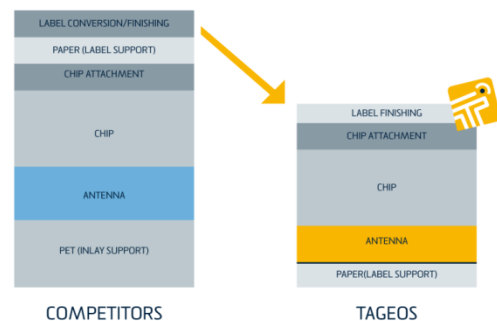 LABEL CONVERSION/FINISHING
PAPER (LABEL SUPPORT)
CHIP ATTACHMENT
CHIP
ANTENNA
PET (INLAY SUPPORT)
COMPETITORS
LABEL FINISHING
CHIP ATTACHMENT
CHIP
ANTENNA
PAPER(LABEL SUPPORT)
TAGEOS